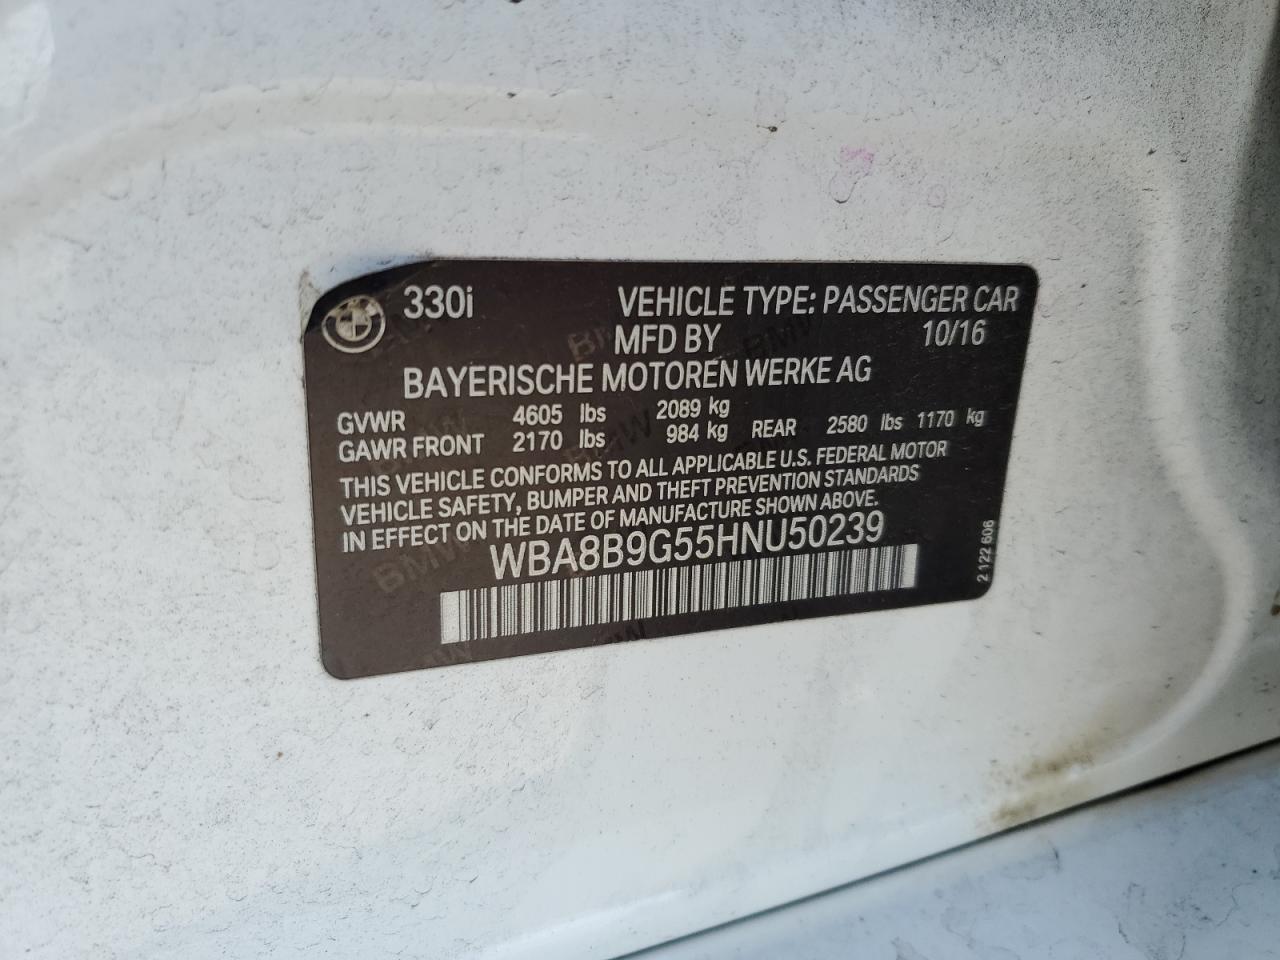 330i VEHICLE TYPE: PASSENGER CAR
MFD BY 10/16
BAYERISCHE MOTOREN WERKE AG
GVWR 4605 lbs 2089 kg
GAWR FRONT 2170 lbs 984 kg REAR 2580 lbs 1170 kg
THIS VEHICLE CONFORMS TO ALL APPLICABLE U.S. FEDERAL MOTOR
VEHICLE SAFETY, BUMPER AND THEFT PREVENTION STANDARDS
IN EFFECT ON THE DATE OF MANUFACTURE SHOWN ABOVE.
WBA8B9G55HNU50239
2 122 606